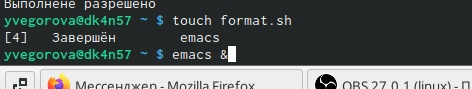 Выполнение разрешено
yvegorova@dk4n57 ~ $ touch format.sh
[4]   Завершён        emacs
yvegorova@dk4n57 ~ $ emacs &
Мессенджер - Mozilla Firefox
OBS 27.0.1 (linux) - П